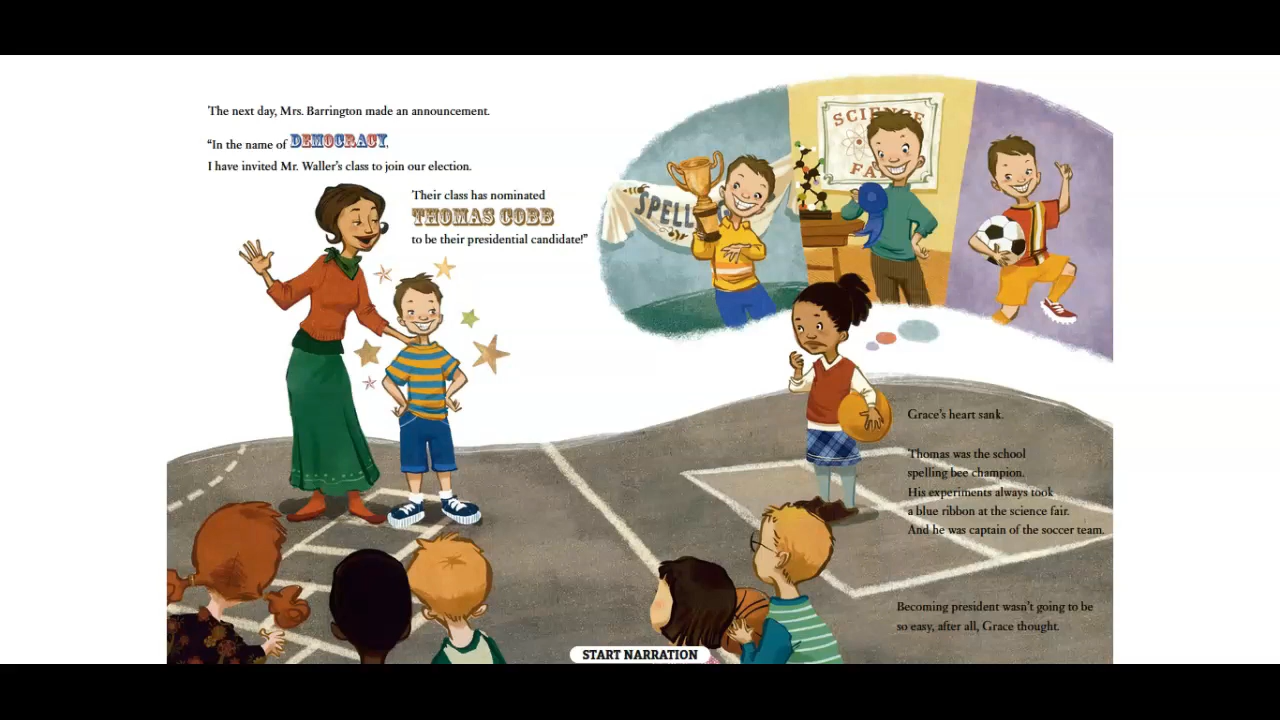 The next day, Mrs. Barrington made an announcement.
“In the name of DEMOCRACY,
I have invited Mr. Waller’s class to join our election.
Their class has nominated
THOMAS COBB
to be their presidential candidate!”
SPELL
SCIENCE
FA
Grace’s heart sank.
Thomas was the school
spelling bee champion.
His experiments always took
a blue ribbon at the science fair.
And he was captain of the soccer team.
Becoming president wasn’t going to be
so easy, after all, Grace thought.
START NARRATION